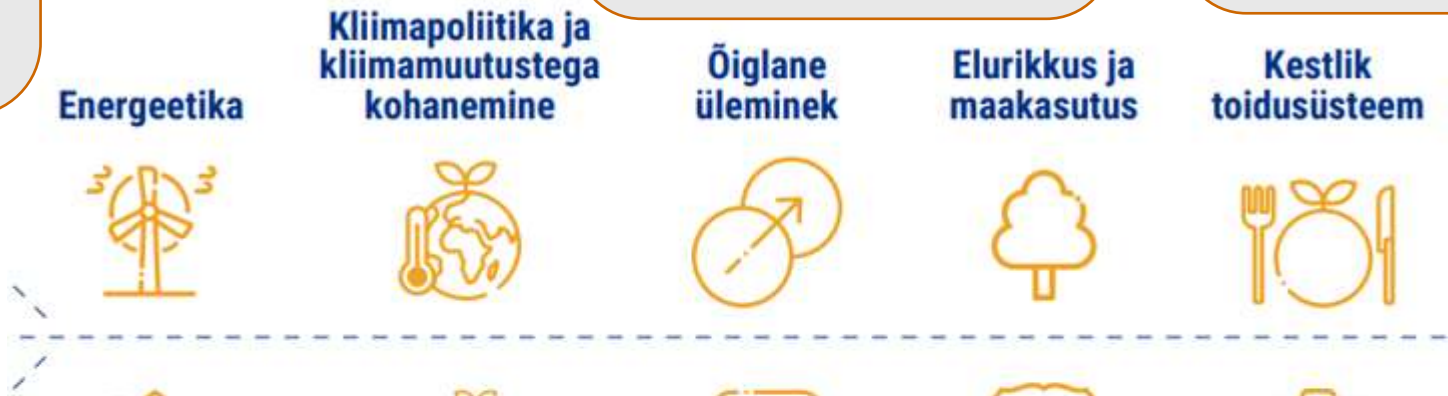 Energeetika
Kliimapoliitika ja
kliimamuutustega
kohanemine
Õiglane
üleminek
Elurikkus ja
maakasutus
Kestlik
toidusüsteem